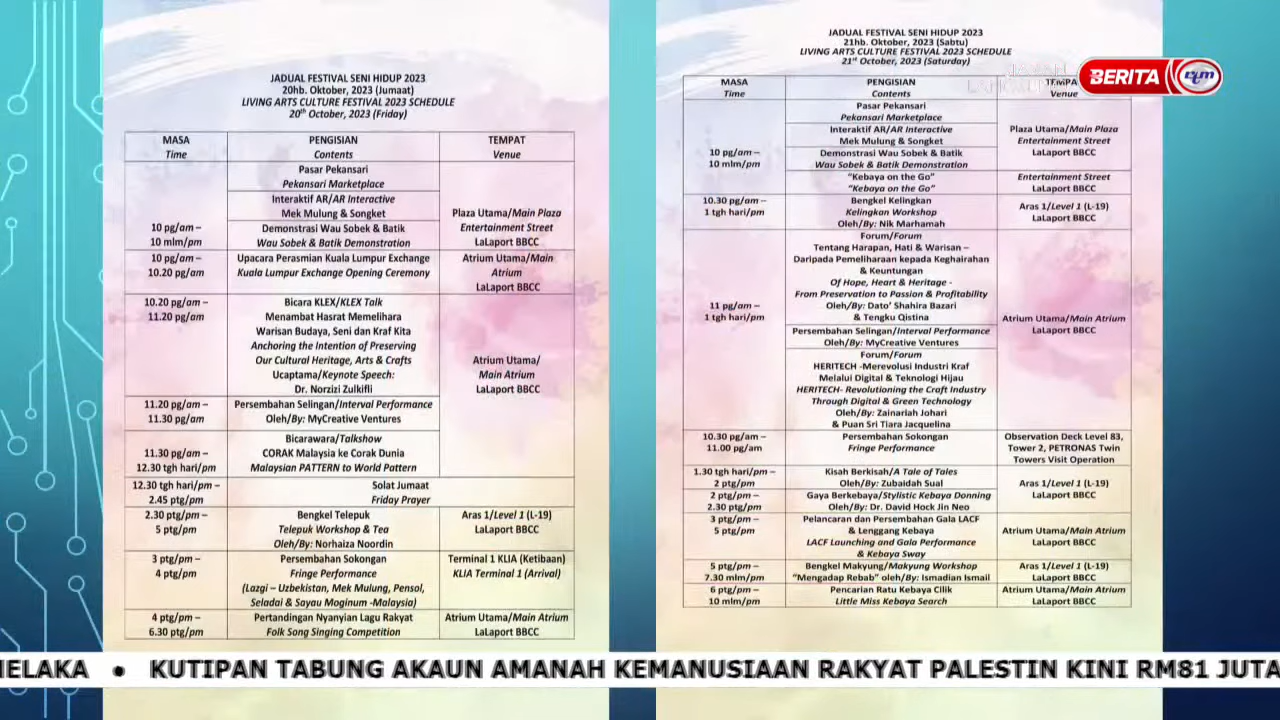 JADUAL FESTIVAL SENI HIDUP 2023
20hb. Oktober, 2023 (Jumaat)
LIVING ARTS CULTURE FESTIVAL 2023 SCHEDULE
20th October, 2023 (Friday)
MASA PENGISIAN TEMPAT
Time Contents Venue
Pasar Pekansari
Pekansari Marketplace
Interaktif AR/AR Interactive
Mek Mulung & Songket Plaza Utama/Main Plaza
10 pg/am – Demonstrasi Wau Sobek & Batik Entertainment Street
10 mlm/pm Wau Sobek & Batik Demonstration LaLaport BBCC
10 pg/am – Upacara Perasmian Kuala Lumpur Exchange Atrium Utama/Main
10.20 pg/am Kuala Lumpur Exchange Opening Ceremony Atrium
LaLaport BBCC
10.20 pg/am – Bicara KLEX/KLEX Talk
11.20 pg/am Menambat Hasrat Memelihara
Warisan Budaya, Seni dan Kraf Kita
Anchoring the Intention of Preserving
Our Cultural Heritage, Arts & Crafts Atrium Utama/
Ucaptama/Keynote Speech: Main Atrium
Dr. Norzizi Zulkifli LaLaport BBCC
11.20 pg/am – Persembahan Selingan/Interval Performance
11.30 pg/am Oleh/By: MyCreative Ventures
Bicarawara/Talkshow
11.30 pg/am – CORAK Malaysia ke Corak Dunia
12.30 tgh hari/pm Malaysian PATTERN to World Pattern
12.30 tgh hari/pm – Solat Jumaat
2.45 ptg/pm Friday Prayer
2.30 ptg/pm – Bengkel Telepuk Aras 1/Level 1 (L-19)
5 ptg/pm Telepuk Workshop & Tea LaLaport BBCC
Oleh/By: Norhaiza Noordin
3 ptg/pm – Persembahan Sokongan Terminal 1 KLIA (Ketibaan)
4 ptg/pm Fringe Performance KLIA Terminal 1 (Arrival)
(Lazgi – Uzbekistan, Mek Mulung, Pensol,
Seladai & Sayau Moginum -Malaysia)
4 ptg/pm – Pertandingan Nyanyian Lagu Rakyat Atrium Utama/Main Atrium
6.30 ptg/pm Folk Song Singing Competition LaLaport BBCC
JADUAL FESTIVAL SENI HIDUP 2023
21hb. Oktober, 2023 (Sabtu)
LIVING ARTS CULTURE FESTIVAL 2023 SCHEDULE
21st October, 2023 (Saturday)
BERITA rtm
MASA PENGISIAN TEMPA
Time Contents Venue
Pasar Pekansari
Pekansari Marketplace
Interaktif AR/AR Interactive Plaza Utama/Main Plaza
Mek Mulung & Songket Entertainment Street
10 pg/am – Demonstrasi Wau Sobek & Batik LaLaport BBCC
10 mlm/pm Wau Sobek & Batik Demonstration
“Kebaya on the Go” Entertainment Street
“Kebaya on the Go” LaLaport BBCC
10.30 pg/am – Bengkel Kelingkan Aras 1/Level 1 (L-19)
1 tgh hari/pm Kelingkan Workshop LaLaport BBCC
Oleh/By: Nik Marhamah
Forum/Forum
Tentang Harapan, Hati & Warisan –
Daripada Pemeliharaan kepada Keghairahan
& Keuntungan
Of Hope, Heart & Heritage -
From Preservation to Passion & Profitability
11 pg/am – Oleh/By: Dato’ Shahira Bazari
1 tgh hari/pm & Tengku Qistina Atrium Utama/Main Atrium
Persembahan Selingan/Interval Performance LaLaport BBCC
Oleh/By: MyCreative Ventures
Forum/Forum
HERITECH -Merevolusi Industri Kraf
Melalui Digital & Teknologi Hijau
HERITECH- Revolutioning the Craft Industry
Through Digital & Green Technology
Oleh/By: Zainariah Johari
& Puan Sri Tiara Jacquelina
10.30 pg/am – Persembahan Sokongan Observation Deck Level 83,
11.00 pg/am Fringe Performance Tower 2, PETRONAS Twin
Towers Visit Operation
1.30 tgh hari/pm – Kisah Berkisah/A Tale of Tales
2 ptg/pm Oleh/By: Zubaidah Sual Aras 1/Level 1 (L-19)
2 ptg/pm – Gaya Berkebaya/Stylistic Kebaya Donning LaLaport BBCC
2.30 ptg/pm Oleh/By: Dr. David Hock Jin Neo
3 ptg/pm – Pelancaran dan Persembahan Gala LACF
5 ptg/pm & Lenggang Kebaya Atrium Utama/Main Atrium
LACF Launching and Gala Performance LaLaport BBCC
& Kebaya Sway
5 ptg/pm – Bengkel Makyung/Makyung Workshop Aras 1/Level 1 (L-19)
7.30 mlm/pm “Mengadap Rebab” oleh/By: Ismadian Ismail LaLaport BBCC
6 ptg/pm – Pencarian Ratu Kebaya Cilik Atrium Utama/Main Atrium
10 mlm/pm Little Miss Kebaya Search LaLaport BBCC
MELAKA ● KUTIPAN TABUNG AKAUN AMANAH KEMANUSIAAN RAKYAT PALESTIN KINI RM81 JUTA